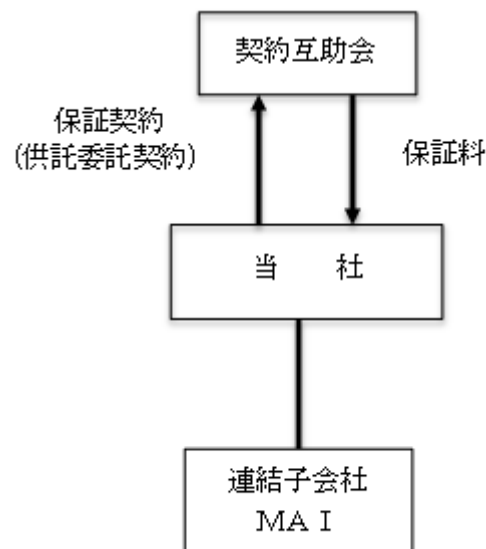 契約互助会
保証契約
(供託委託契約)
保証料
当　　社
連結子会社
ＭＡＩ